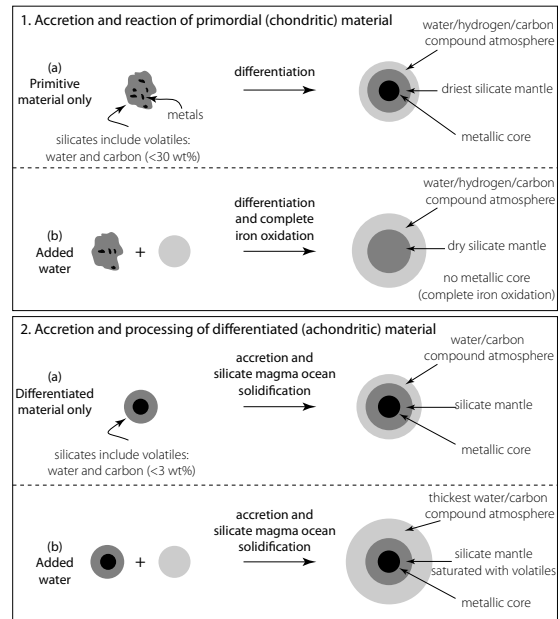 1. Accretion and reaction of primordial (chondritic) material
(a)
Primitive
material only
metals
silicates include volatiles:
water and carbon (<30 wt%)
differentiation
water/hydrogen/carbon
compound atmosphere
driest silicate mantle
metallic core
(b)
Added
water
+
differentiation
and complete
iron oxidation
water/hydrogen/carbon
compound atmosphere
dry silicate mantle
no metallic core
(complete iron oxidation)
2. Accretion and processing of differentiated (achondritic) material
(a)
Differentiated
material only
silicates include volatiles:
water and carbon (<3 wt%)
accretion and
silicate magma ocean
solidification
water/carbon
compound atmosphere
silicate mantle
metallic core
(b)
Added
water
+
accretion and
silicate magma ocean
solidification
thickest water/carbon
compound atmosphere
silicate mantle
saturated with volatiles
metallic core